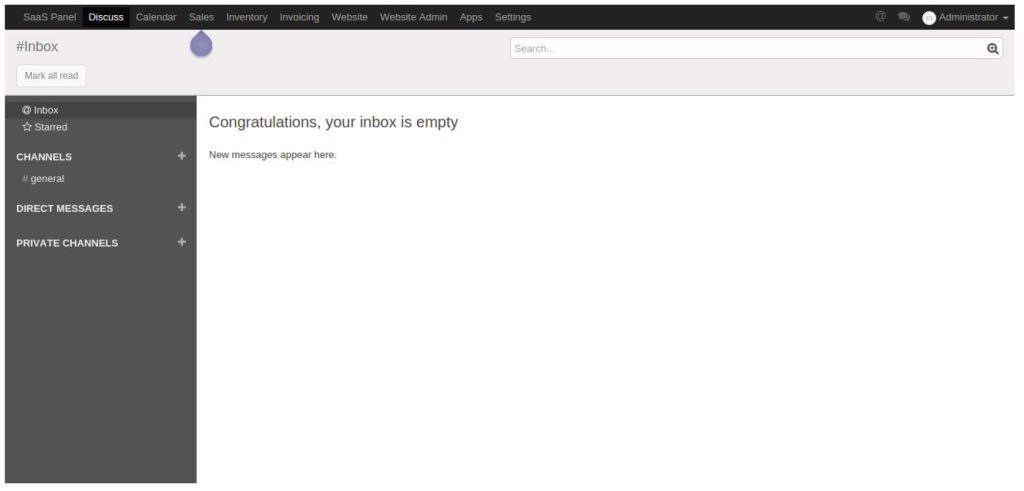 SaaS Panel Discuss Calendar Sales Inventory Invoicing Website Website Admin Apps Settings @ Administrator
#Inbox
Search...
Mark all read
Inbox
Starred
CHANNELS +
# general
DIRECT MESSAGES +
PRIVATE CHANNELS +
Congratulations, your inbox is empty
New messages appear here.